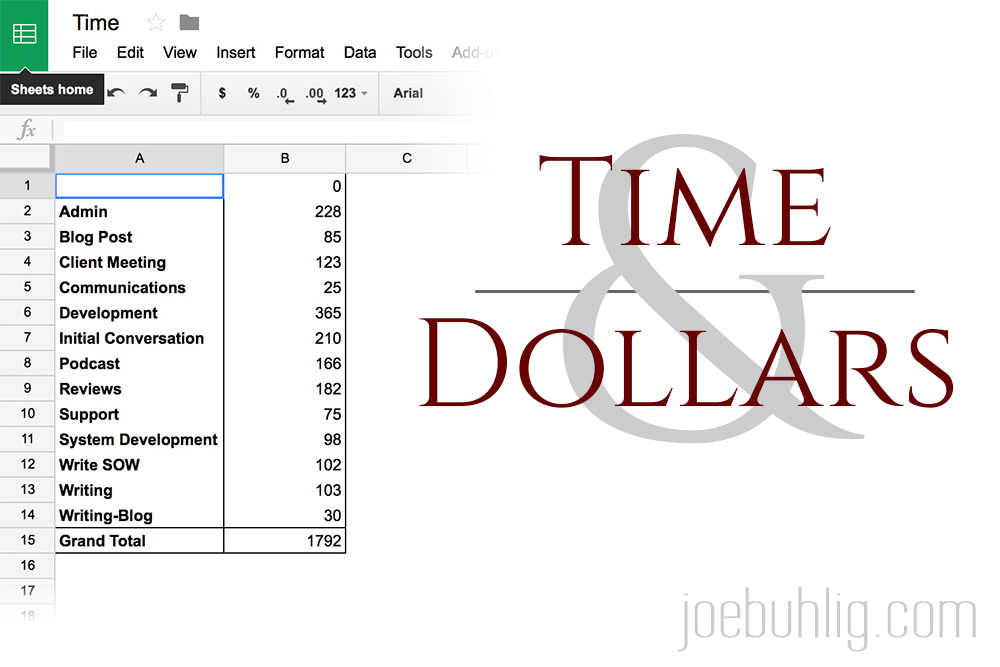 Time
File Edit View Insert Format Data Tools Add-o
Sheets home
$ % .0 .00 123 Arial
fx
A B C
1 0
2 Admin 228
3 Blog Post 85
4 Client Meeting 123
5 Communications 25
6 Development 365
7 Initial Conversation 210
8 Podcast 166
9 Reviews 182
10 Support 75
11 System Development 98
12 Write SOW 102
13 Writing 103
14 Writing-Blog 30
15 Grand Total 1792
16
17
18
TIME
&
DOLLARS
joebuhlig.com